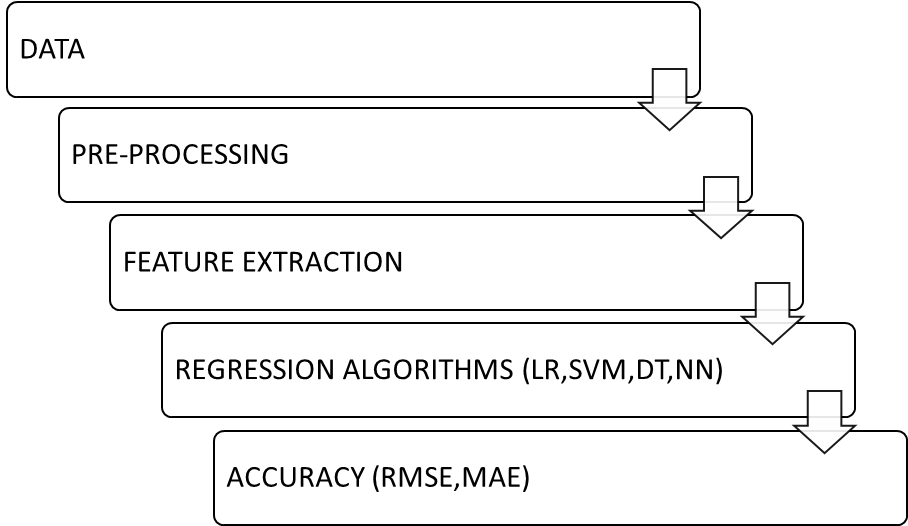 DATA
PRE-PROCESSING
FEATURE EXTRACTION
REGRESSION ALGORITHMS (LR,SVM,DT,NN)
ACCURACY (RMSE,MAE)